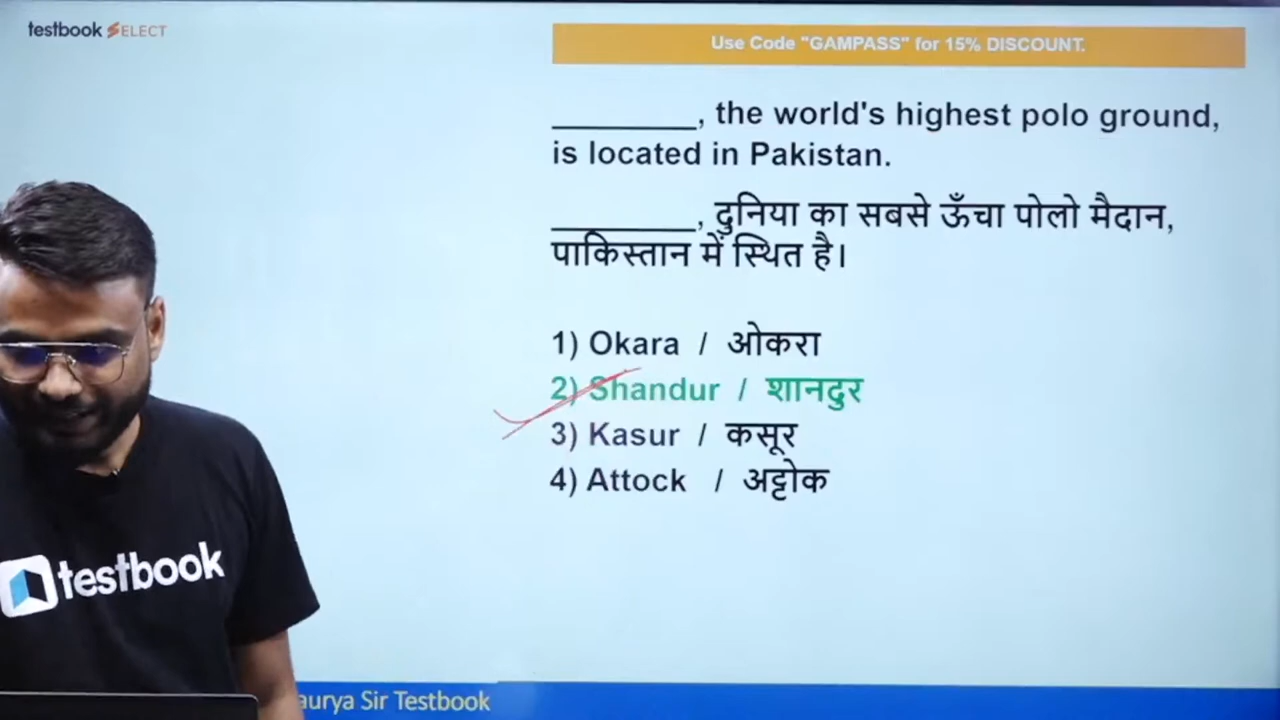 testbook SELECT
Use Code "GAMPASS" for 15% DISCOUNT.
________, the world's highest polo ground,
is located in Pakistan.
________, दुनिया का सबसे ऊँचा पोलो मैदान,
पाकिस्तान में स्थित है।
1) Okara / ओकरा
2) Shandur / शानदुर
3) Kasur / कसूर
4) Attock / अट्टोक
testbook
Sir Testbook